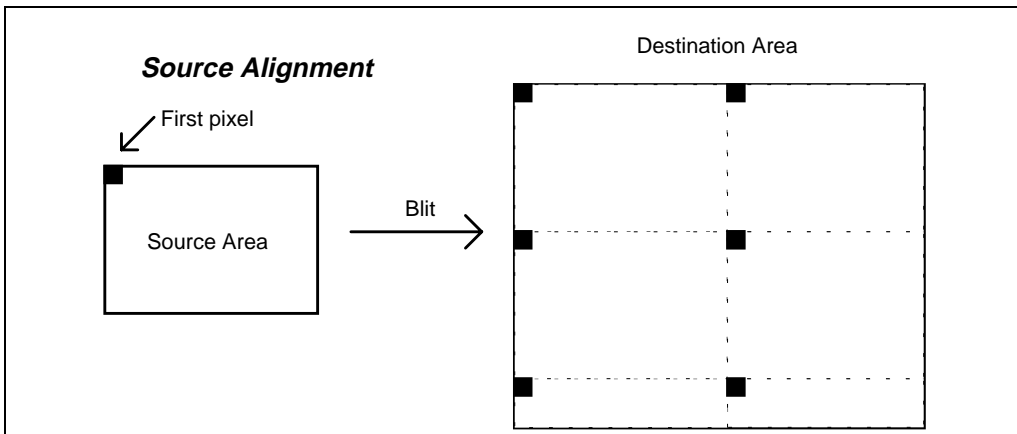 Source Alignment
First pixel
Source Area
Blit
Destination Area